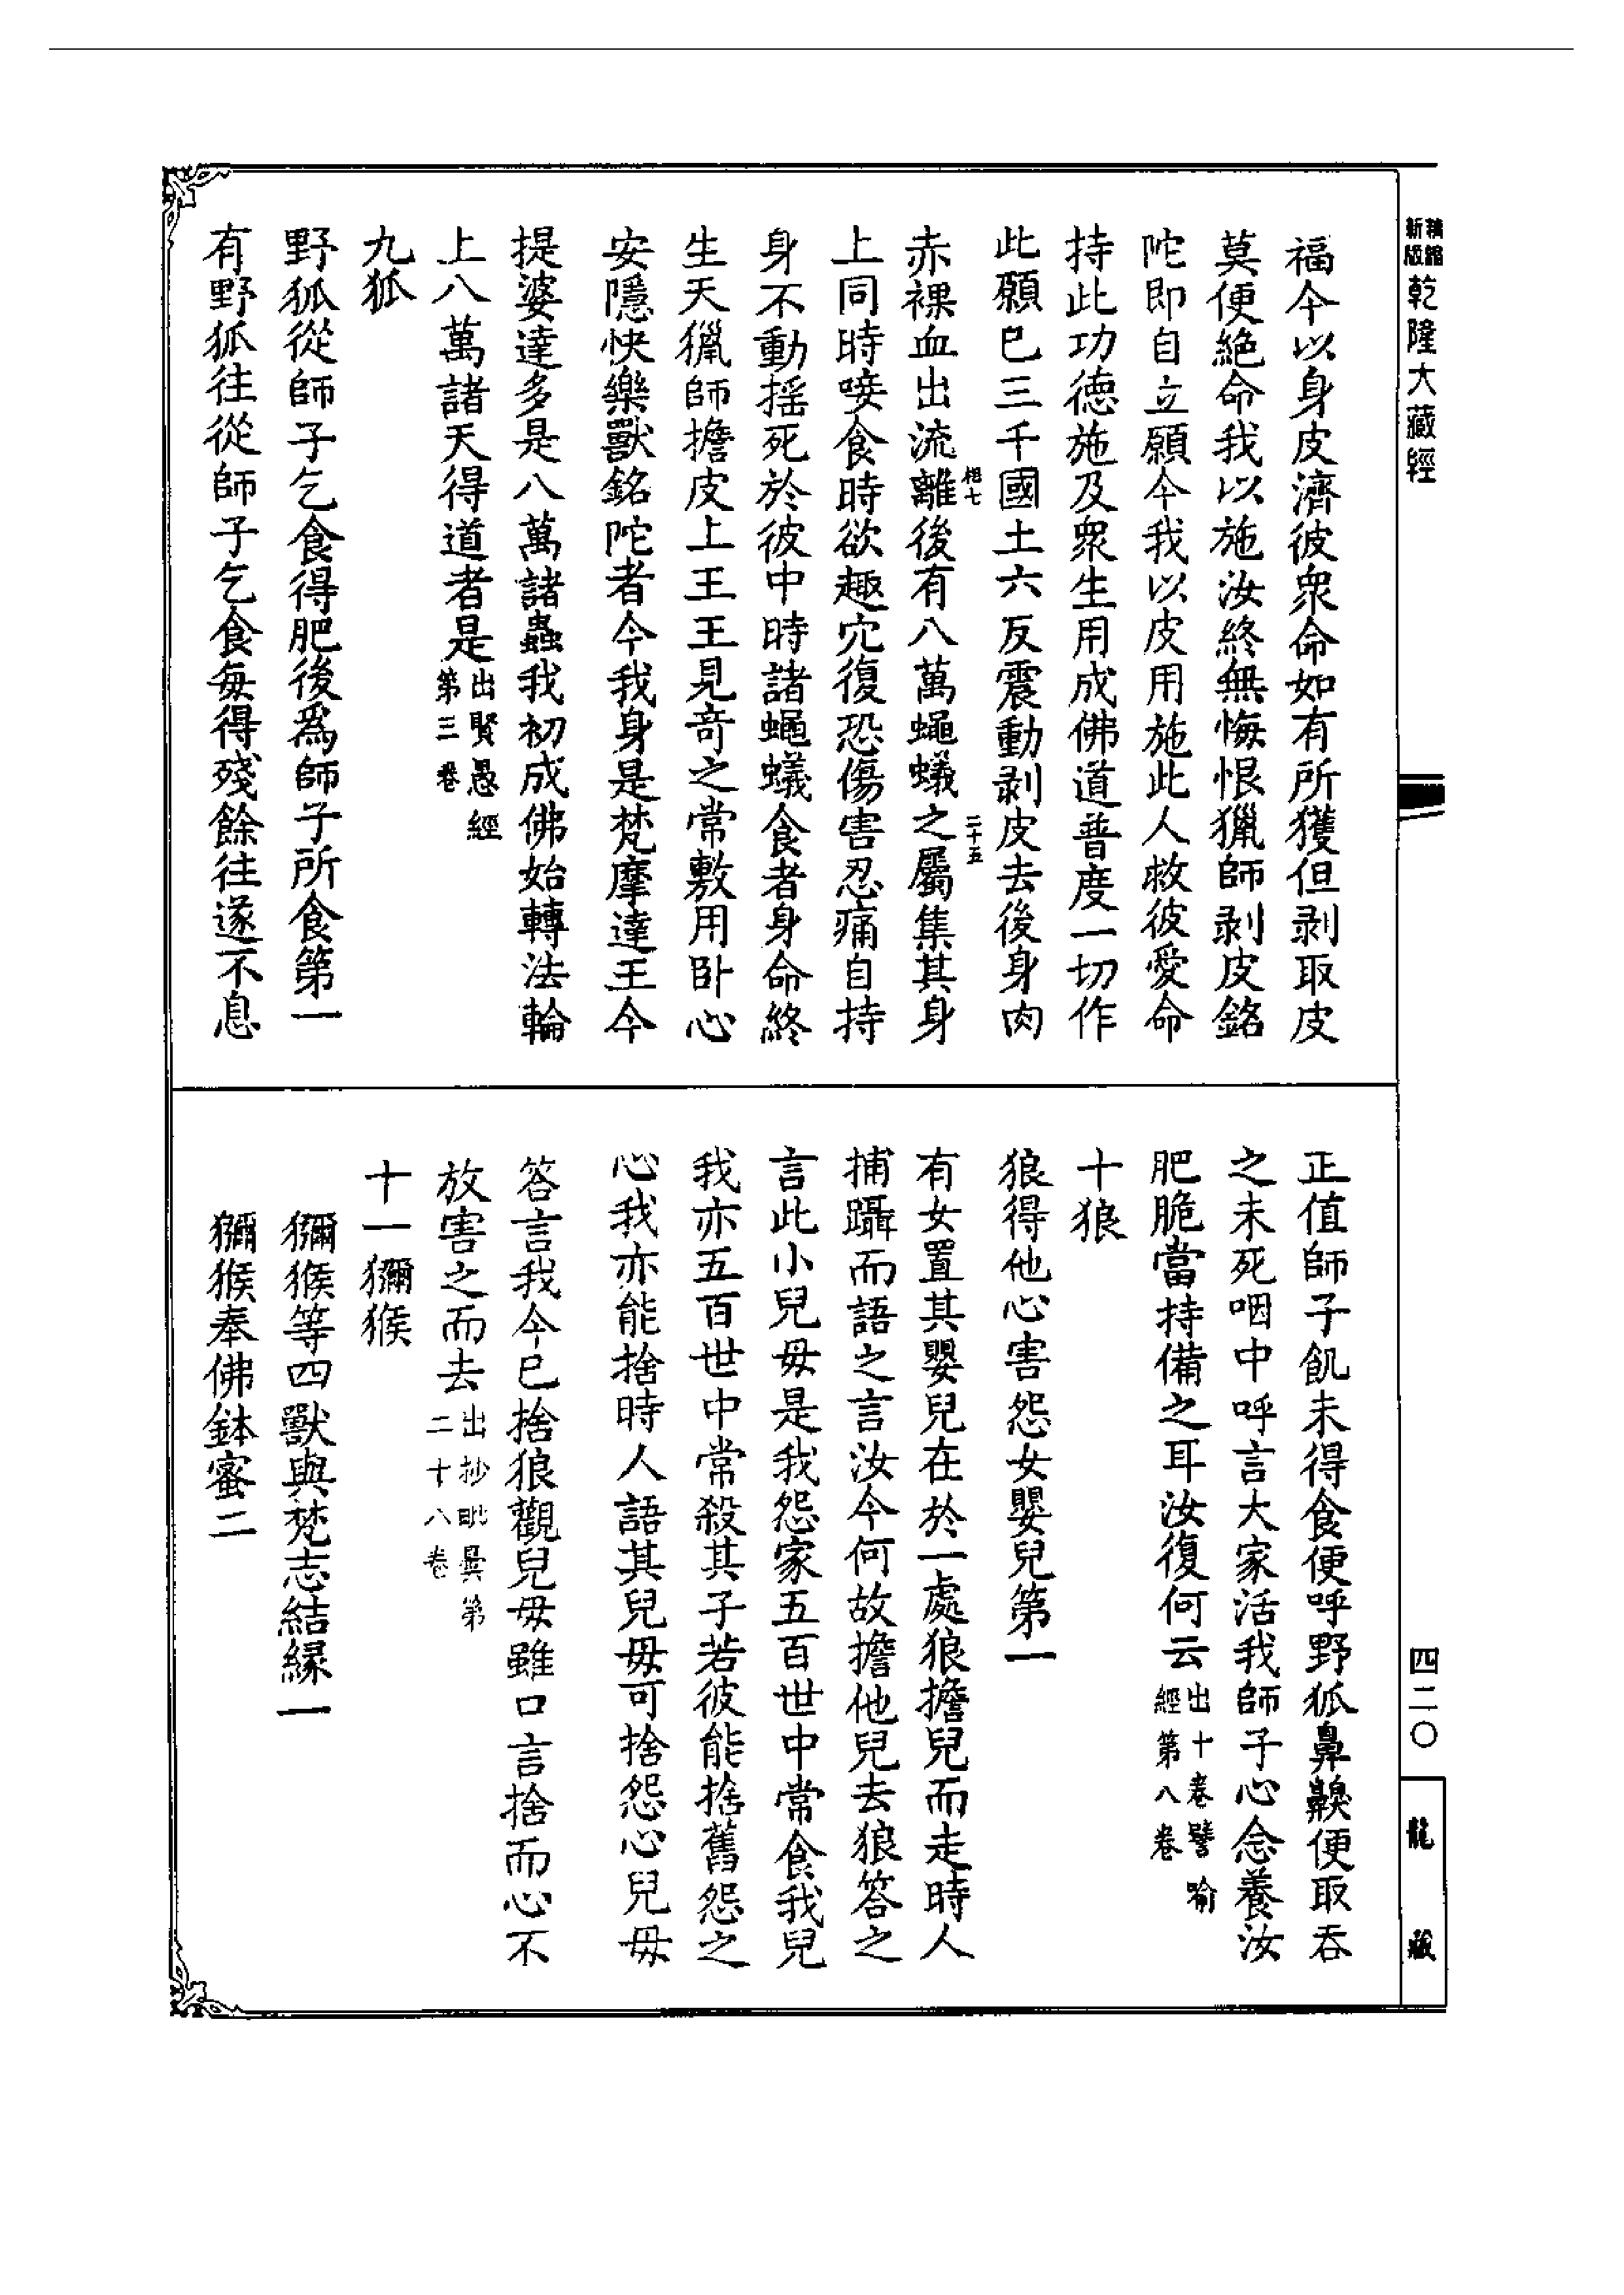 新版精縮乾隆大藏經
福今以身皮濟彼衆命如有所獲但剥取皮
莫便絶命我以施汝終無悔恨獵師剥皮銘
陀即自立願今我以皮用施此人救彼愛命
持此功德施及衆生用成佛道普度一切作
此願已三千國土六反震動剥皮去後身肉
二十五
赤裸血出流離後有八萬蠅蟻之屬集其身
上同時唼食時欲趣穴復恐傷害忍痛自持
身不動摇死於彼中時諸蠅蟻食者身命終
生天獵師擔皮上王王見竒之常敷用卧心
安隱快樂獸銘陀者今我身是梵摩達王今
提婆達多是八萬諸蟲我初成佛始轉法輪
上八萬諸天得道者是出賢愚經第三卷
九狐
野狐從師子乞食得肥後爲師子所食第一
有野狐往從師子乞食每得殘餘往遂不息
正值師子飢未得食便呼野狐鼻齅便取吞
之未死咽中呼言大家活我師子心念養汝
肥脆當持備之耳汝復何云出十卷譬喻經第八卷
十狼
狼得他心害怨女嬰兒第一
有女置其嬰兒在於一處狼擔兒而走時人
捕躡而語之言汝今何故擔他兒去狼答之
言此小兒母是我怨家五百世中常食我兒
我亦五百世中常殺其子若彼能捨舊怨之
心我亦能捨時人語其兒母可捨怨心兒母
答言我今已捨狼觀兒母雖口言捨而心不
放害之而去出抄毗曇第二十八卷
十一獼猴
獼猴等四獸與梵志結緣一
獼猴奉佛鉢蜜二
四二〇
龍藏